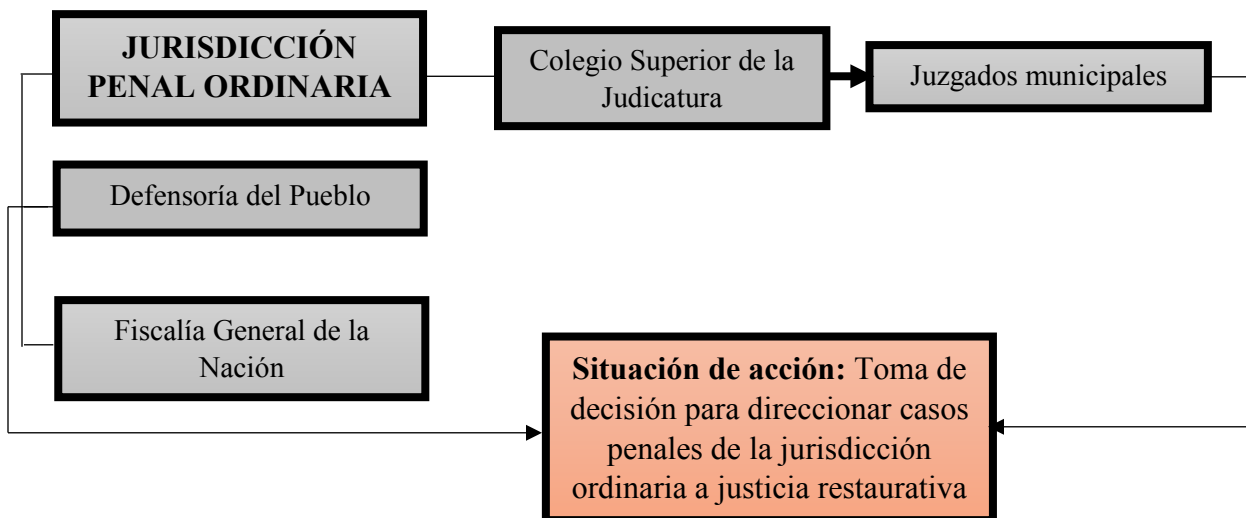 JURISDICCIÓN
PENAL ORDINARIA
Colegio Superior de la
Judicatura
Juzgados municipales
Defensoría del Pueblo
Fiscalía General de la
Nación
Situación de acción: Toma de
decisión para direccionar casos
penales de la jurisdicción
ordinaria a justicia restaurativa